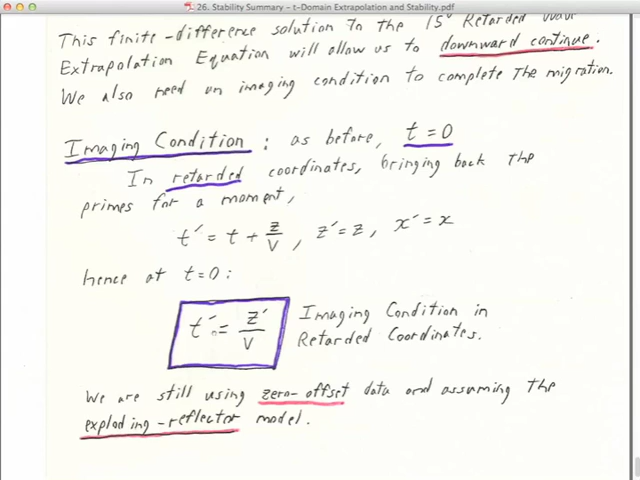 26. Stability Summary – t-Domain Extrapolation and Stability.pdf
This finite-difference solution to the 15° Retarded Wave
Extrapolation Equation will allow us to downward continue.
We also need an imaging condition to complete the migration.
Imaging Condition : as before, t = 0
In retarded coordinates, bringing back the
primes for a moment,
t′ = t + z/v , z′ = z, x′ = x
hence at t=0:
t′ = z′/v Imaging Condition in
Retarded Coordinates.
We are still using zero-offset data and assuming the
exploding-reflector model.